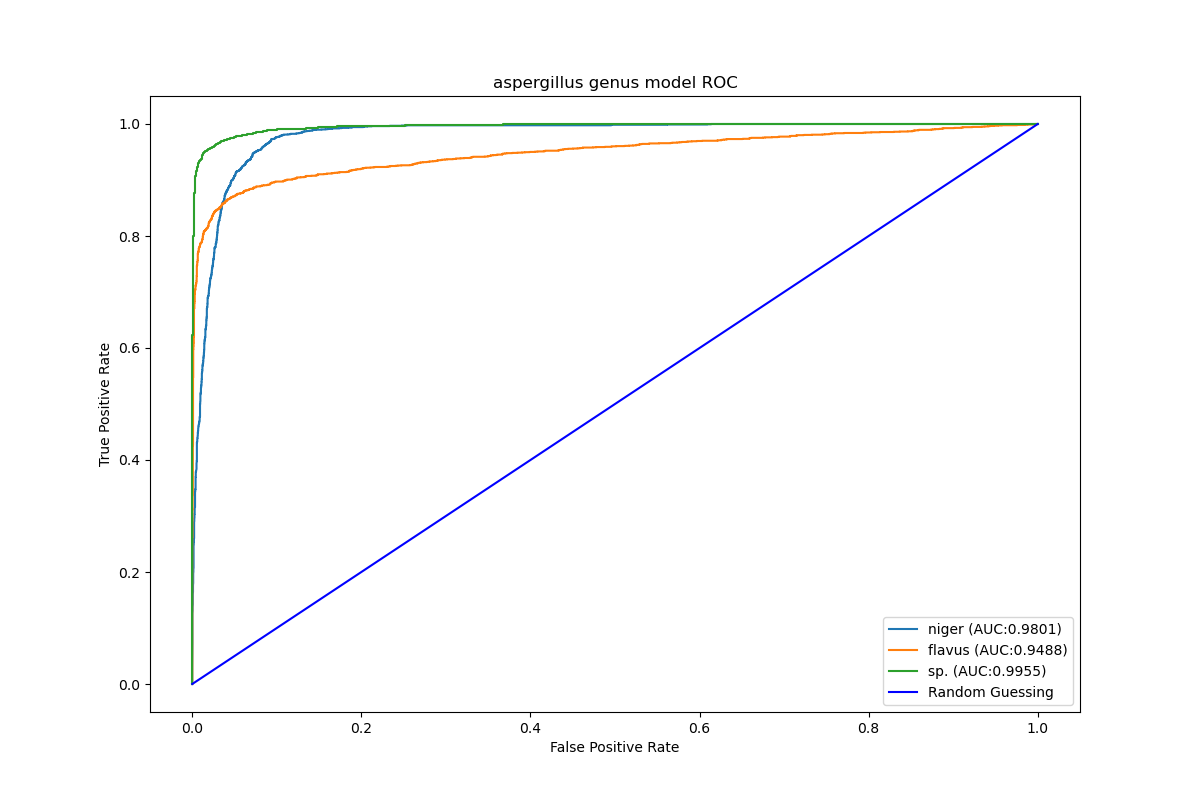 aspergillus genus model ROC
True Positive Rate
1.0
0.8
0.6
0.4
0.2
0.0
niger (AUC:0.9801)
flavus (AUC:0.9488)
sp. (AUC:0.9955)
Random Guessing
0.0 0.2 0.4 0.6 0.8 1.0
False Positive Rate